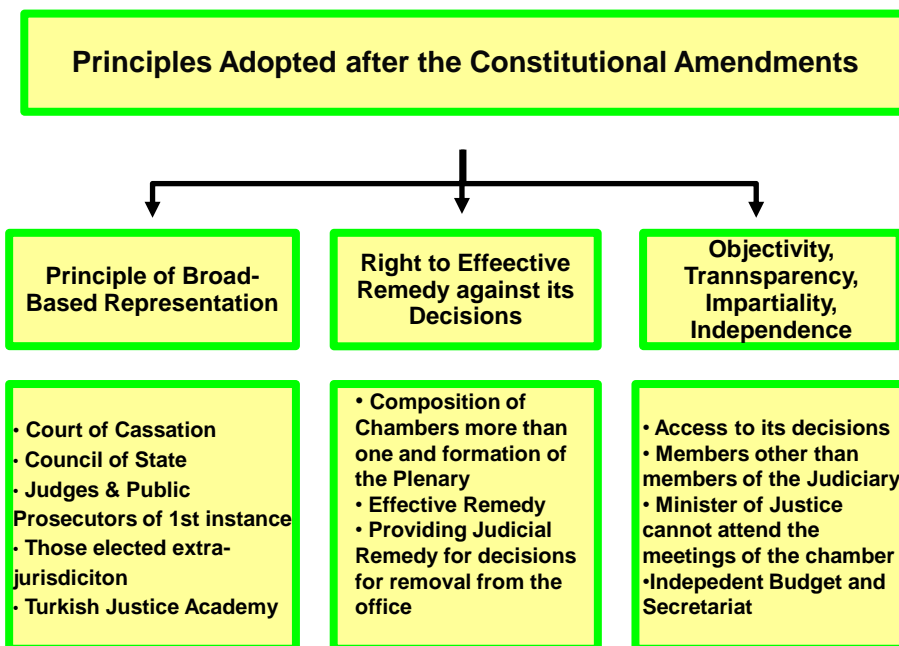 Principles Adopted after the Constitutional Amendments
Principle of Broad-
Based Representation
Right to Effeective
Remedy against its
Decisions
Objectivity,
Trannsparency,
Impartiality,
Independence
• Court of Cassation
• Council of State
• Judges & Public
Prosecutors of 1st instance
• Those elected extra-
jurisdiciton
• Turkish Justice Academy
• Composition of
Chambers more than
one and formation of
the Plenary
• Effective Remedy
• Providing Judicial
Remedy for decisions
for removal from the
office
• Access to its decisions
• Members other than
members of the Judiciary
• Minister of Justice
cannot attend the
meetings of the chamber
•Indepedent Budget and
Secretariat